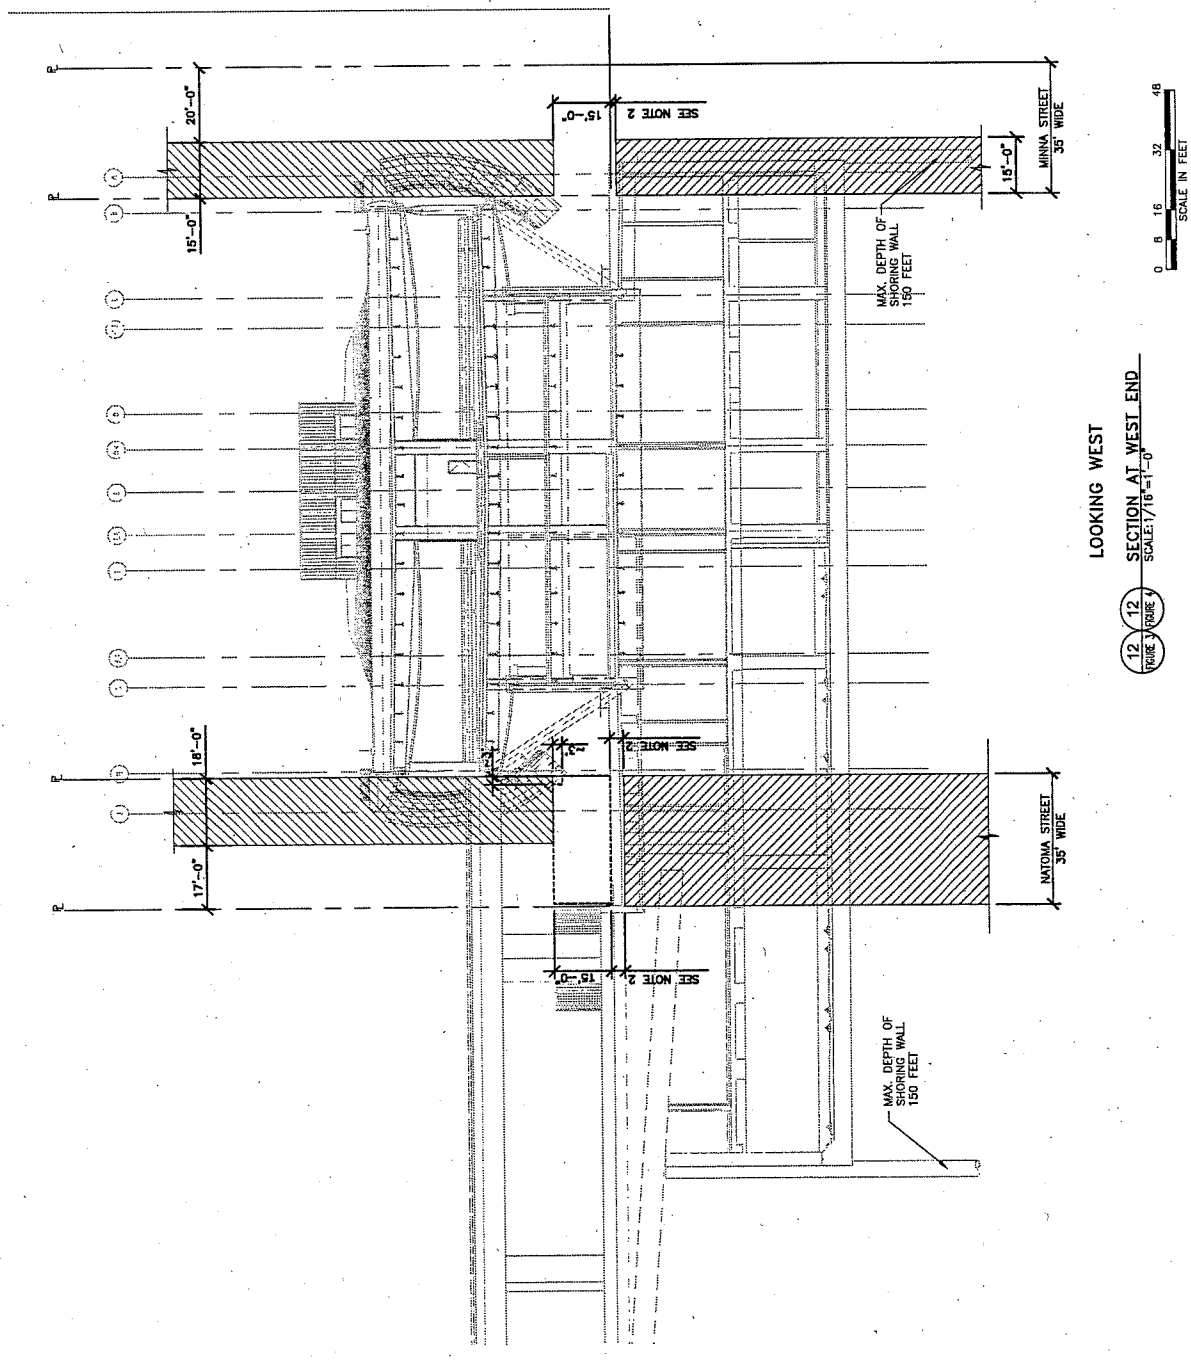 LOOKING WEST
SECTION AT WEST END
SCALE:1/16"=1'-0"
12
12
FIGURE 3
FIGURE 4
0
8
16
32
48
SCALE IN FEET
MINNA STREET
35' WIDE
15'-0"
MAX. DEPTH OF
SHORING WALL
150 FEET
20'-0"
15'-0"
15'-0"
SEE NOTE 2
18'-0"
17'-0"
~3'
SEE NOTE 2
15'-0"
SEE NOTE 2
NATOMA STREET
35' WIDE
MAX. DEPTH OF
SHORING WALL
150 FEET